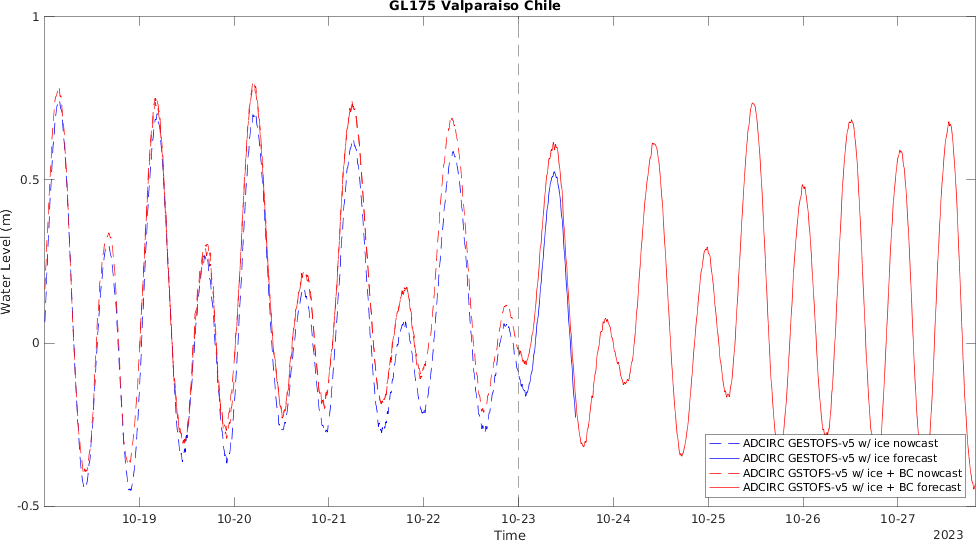 GL175 Valparaiso Chile
1
0.5
0
-0.5
Water Level (m)
10-19
10-20
10-21
10-22
10-23
10-24
10-25
10-26
10-27
Time
2023
ADCIRC GESTOFS-v5 w/ ice nowcast
ADCIRC GESTOFS-v5 w/ ice forecast
ADCIRC GSTOFS-v5 w/ ice + BC nowcast
ADCIRC GSTOFS-v5 w/ ice + BC forecast